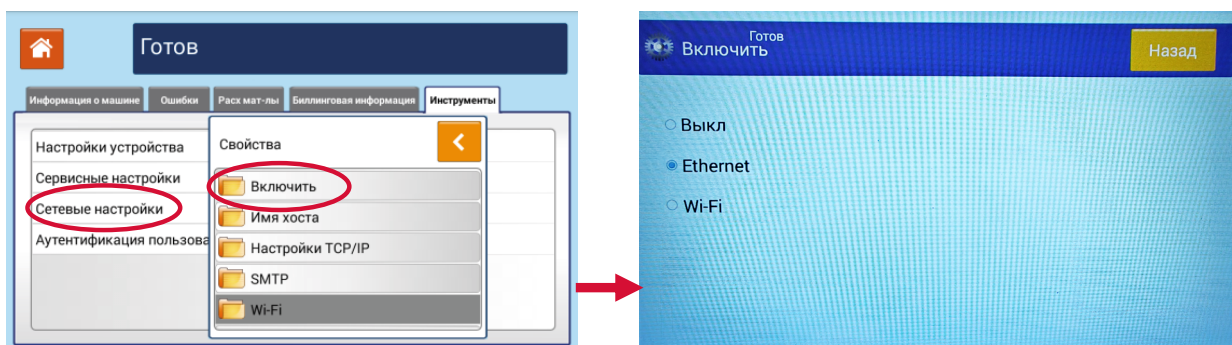 Готов
Информация о машине
Ошибки
Расх мат-лы
Биллинговая информация
Инструменты
Настройки устройства
Сервисные настройки
Сетевые настройки
Аутентификация пользова
Свойства
Включить
Имя хоста
Настройки TCP/IP
SMTP
Wi-Fi
Готов
Включить
Назад
Выкл
Ethernet
Wi-Fi